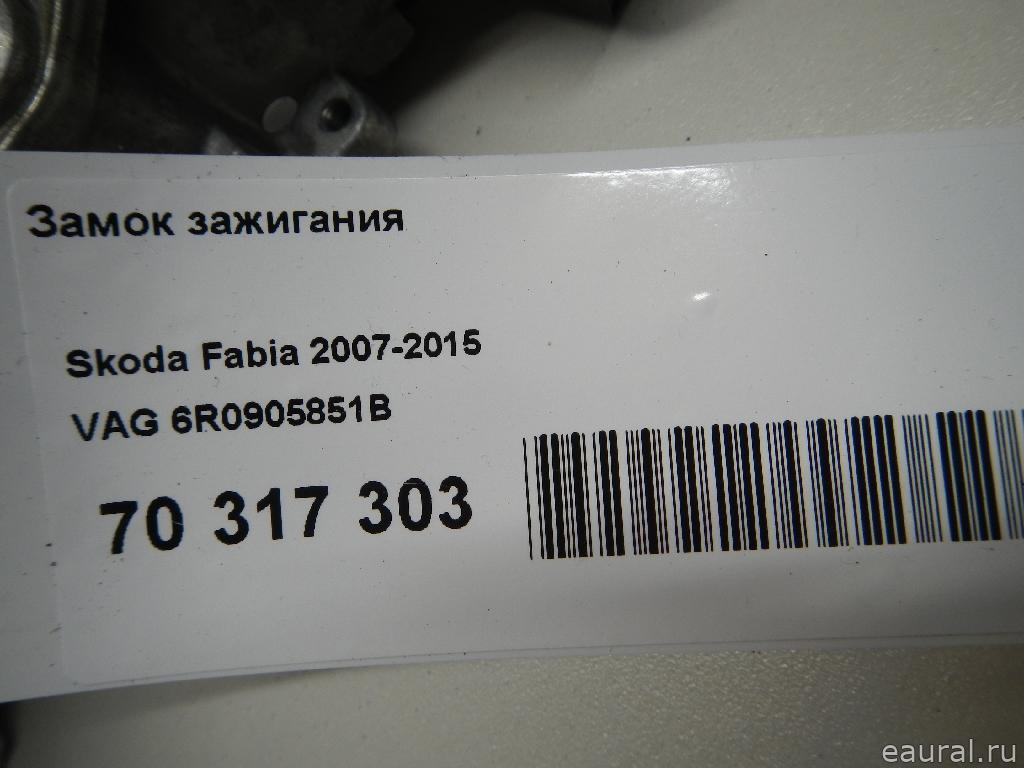 Замок зажигания
Skoda Fabia 2007-2015
VAG 6R0905851B
70 317 303
eaural.ru